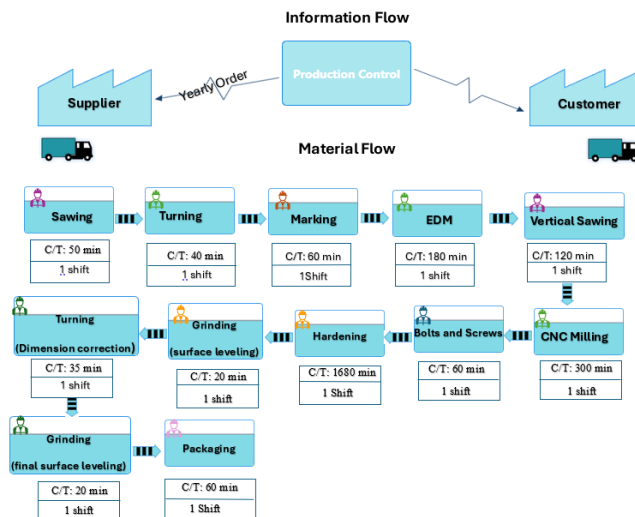 Information Flow
Production Control
Yearly Order
Supplier
Customer
Material Flow
Sawing
Turning
Marking
EDM
Vertical Sawing
C/T: 50 min
1 shift
C/T: 40 min
1 shift
C/T: 60 min
1Shift
C/T: 180 min
1 shift
C/T: 120 min
1 shift
Turning
(Dimension correction)
Grinding
(surface leveling)
Hardening
Bolts and Screws
CNC Milling
C/T: 35 min
1 shift
C/T: 20 min
1 shift
C/T: 1680 min
1 Shift
C/T: 60 min
1 shift
C/T: 300 min
1 shift
Grinding
(final surface leveling)
Packaging
C/T: 20 min
1 shift
C/T: 60 min
1 Shift